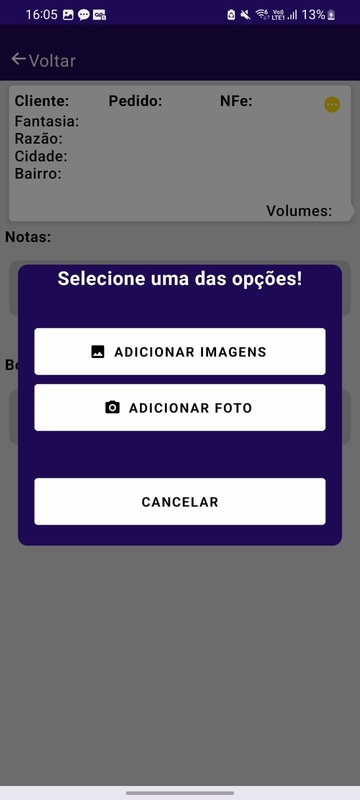 16:05 13%
Voltar
Cliente: Pedido: NFe:
Fantasia:
Razão:
Cidade:
Bairro:
Volumes:
Notas:
Selecione uma das opções!
ADICIONAR IMAGENS
ADICIONAR FOTO
CANCELAR